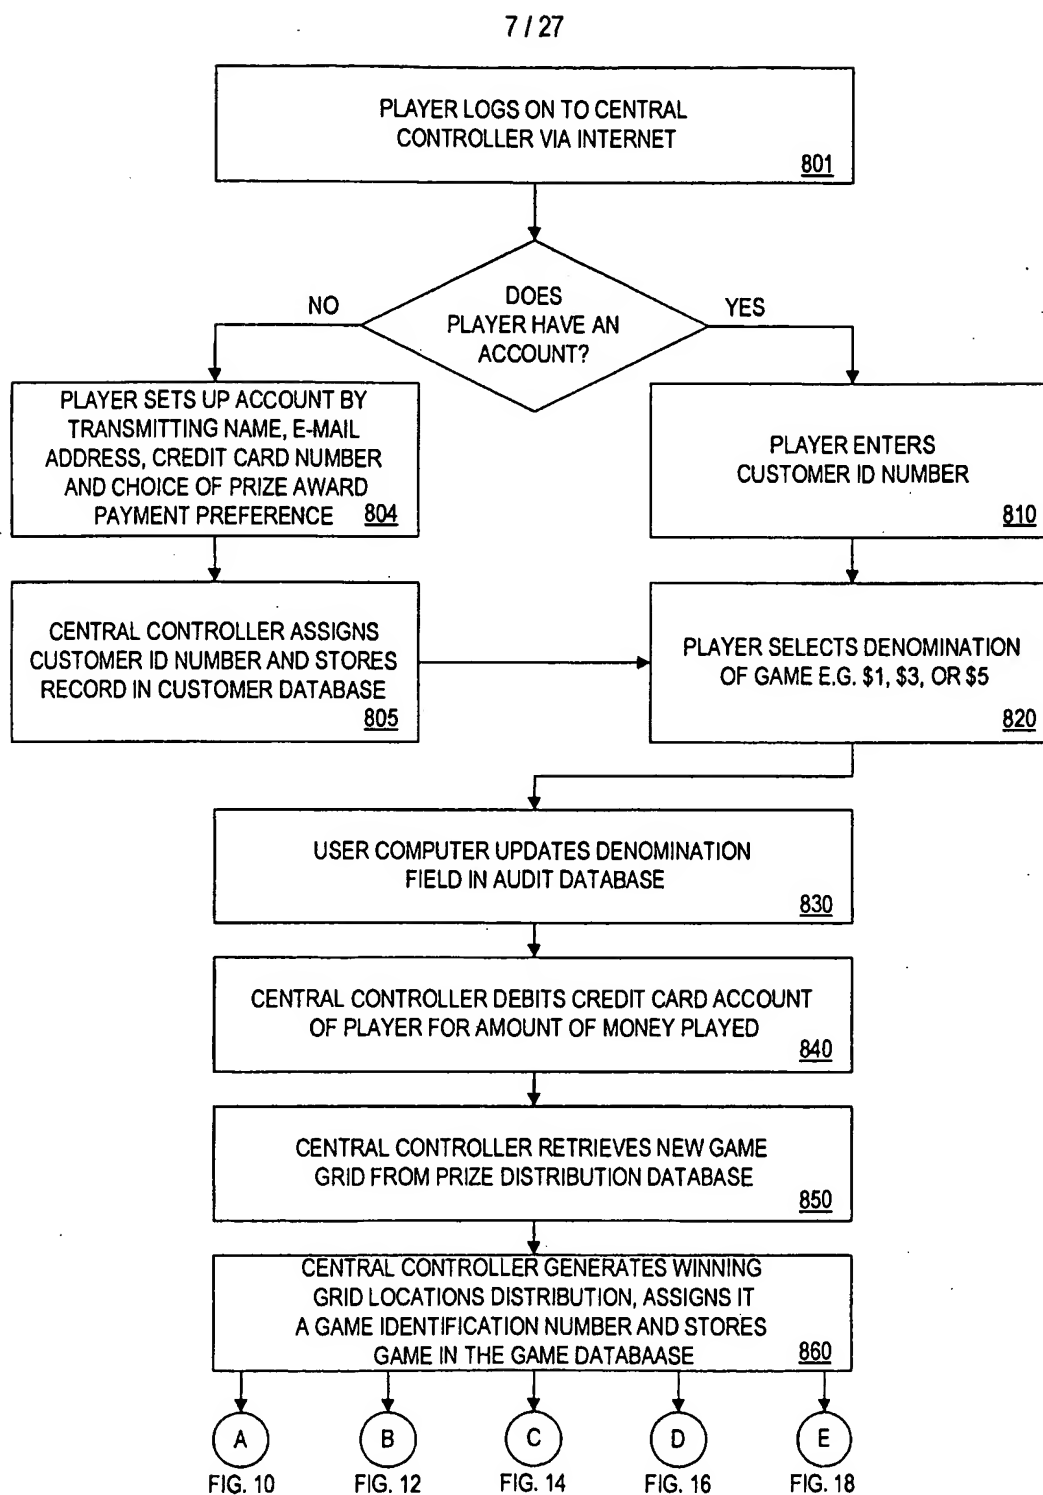 7 / 27
PLAYER LOGS ON TO CENTRAL
CONTROLLER VIA INTERNET
801
DOES
PLAYER HAVE AN
ACCOUNT?
NO
YES
PLAYER SETS UP ACCOUNT BY
TRANSMITTING NAME, E-MAIL
ADDRESS, CREDIT CARD NUMBER
AND CHOICE OF PRIZE AWARD
PAYMENT PREFERENCE 804
PLAYER ENTERS
CUSTOMER ID NUMBER
810
CENTRAL CONTROLLER ASSIGNS
CUSTOMER ID NUMBER AND STORES
RECORD IN CUSTOMER DATABASE
805
PLAYER SELECTS DENOMINATION
OF GAME E.G. $1, $3, OR $5
820
USER COMPUTER UPDATES DENOMINATION
FIELD IN AUDIT DATABASE
830
CENTRAL CONTROLLER DEBITS CREDIT CARD ACCOUNT
OF PLAYER FOR AMOUNT OF MONEY PLAYED
840
CENTRAL CONTROLLER RETRIEVES NEW GAME
GRID FROM PRIZE DISTRIBUTION DATABASE
850
CENTRAL CONTROLLER GENERATES WINNING
GRID LOCATIONS DISTRIBUTION, ASSIGNS IT
A GAME IDENTIFICATION NUMBER AND STORES
GAME IN THE GAME DATABAASE 860
A B C D E
FIG. 10 FIG. 12 FIG. 14 FIG. 16 FIG. 18